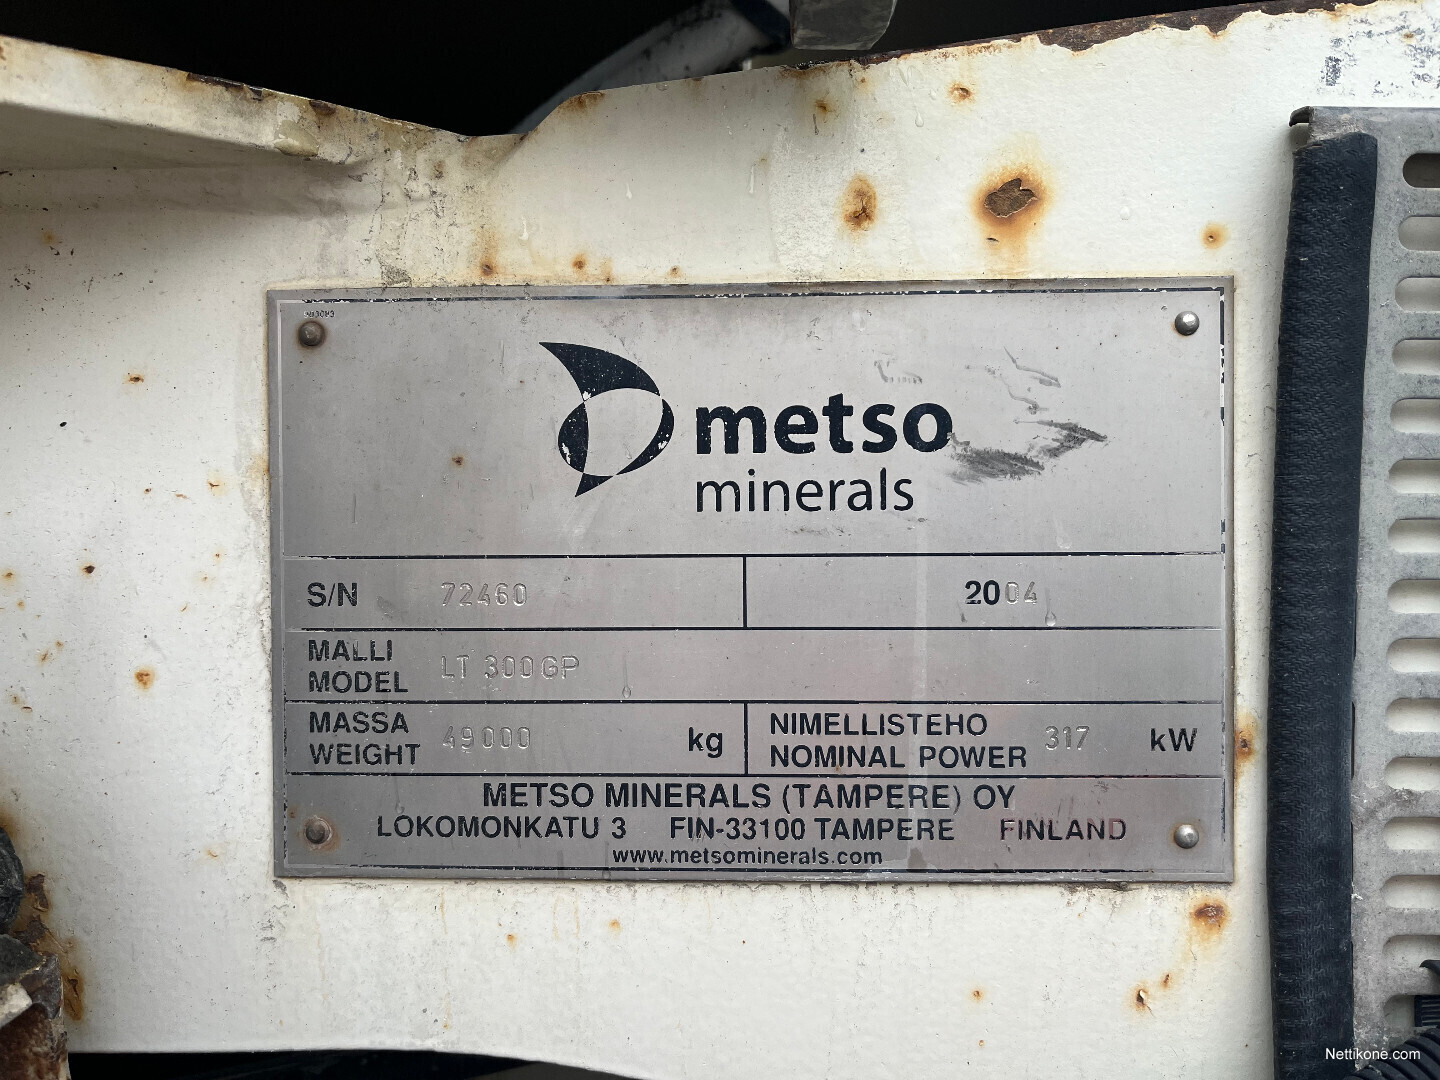 metso
minerals
S/N 72460 2004
MALLI
MODEL LT 300GP
MASSA
WEIGHT 49000 kg
NIMELLISTEHO
NOMINAL POWER 317 kW
METSO MINERALS (TAMPERE) OY
LOKOMONKATU 3 FIN-33100 TAMPERE FINLAND
www.metsominerals.com
Nettikone.com